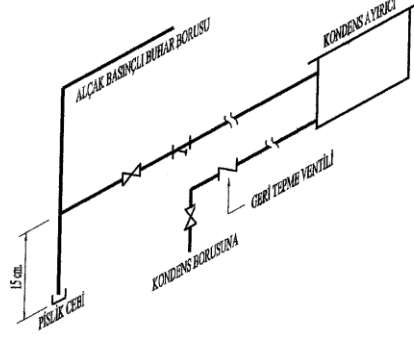 KONDENS AYIRICI
ALÇAK BASINÇLI BUHAR BORUSU
GERİ TEPME VENTİLİ
KONDENS BORUSUNA
15 cm.
PİSLİK CEBİ